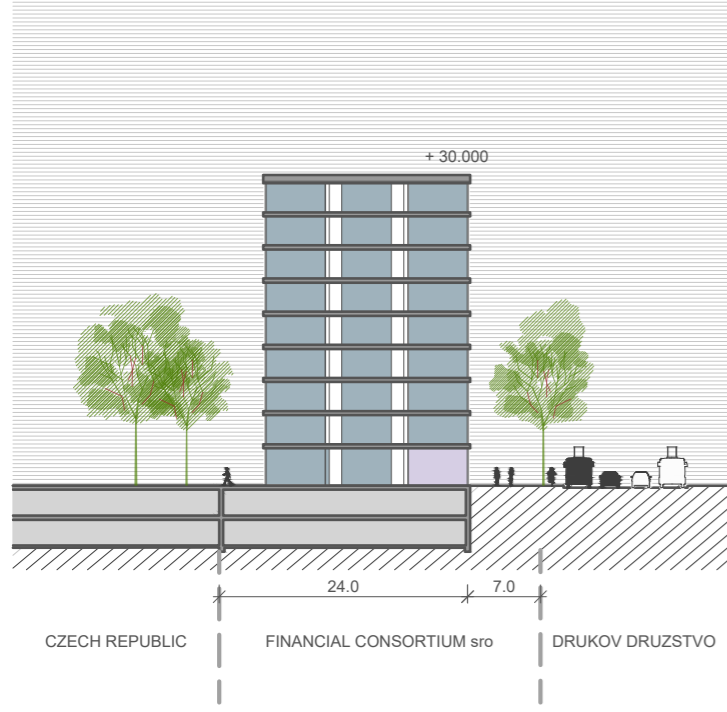 + 30.000
24.0
7.0
CZECH REPUBLIC
FINANCIAL CONSORTIUM sro
DRUKOV DRUZSTVO